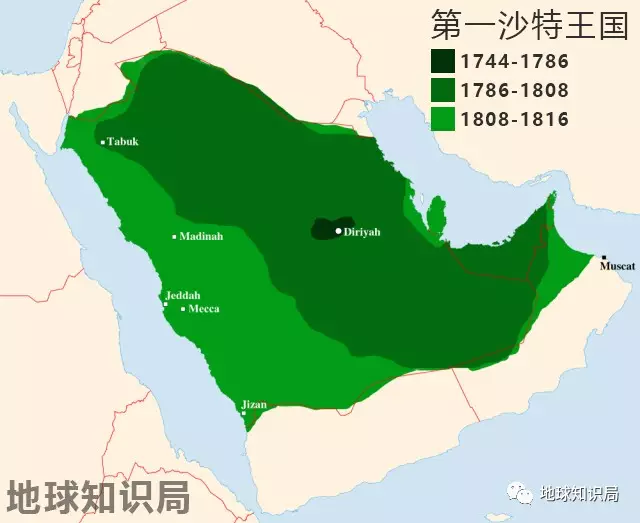 第一沙特王国
1744-1786
1786-1808
1808-1816
Tabuk
Madinah
Diriyah
Muscat
Jeddah
Mecca
Jizan
地球知识局
地球知识局